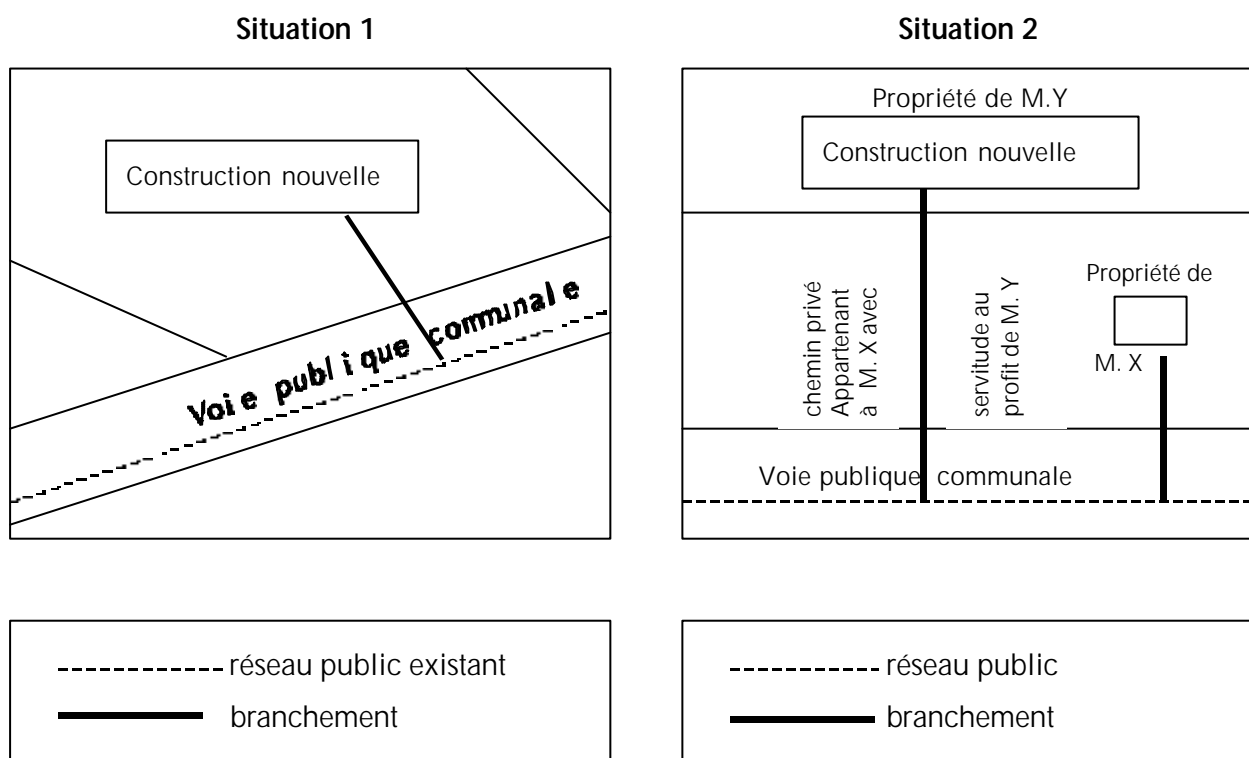 Situation 1
Construction nouvelle
Voie publique communale
réseau public existant
branchement
Situation 2
Propriété de M.Y
Construction nouvelle
chemin privé
Appartenant
à M. X avec
servitude au
profit de M. Y
Propriété de
M. X
Voie publique communale
réseau public
branchement